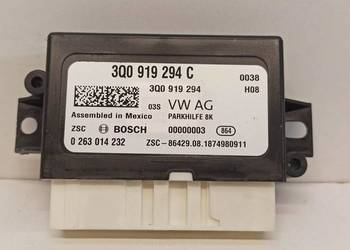 3Q0 919 294 C
0038
3Q0 919 294
H08
03S VW AG
Assembled in Mexico PARKHILFE 8K
ZSC BOSCH 00000003 864
0 263 014 232 ZSC-86429.08.1874980911